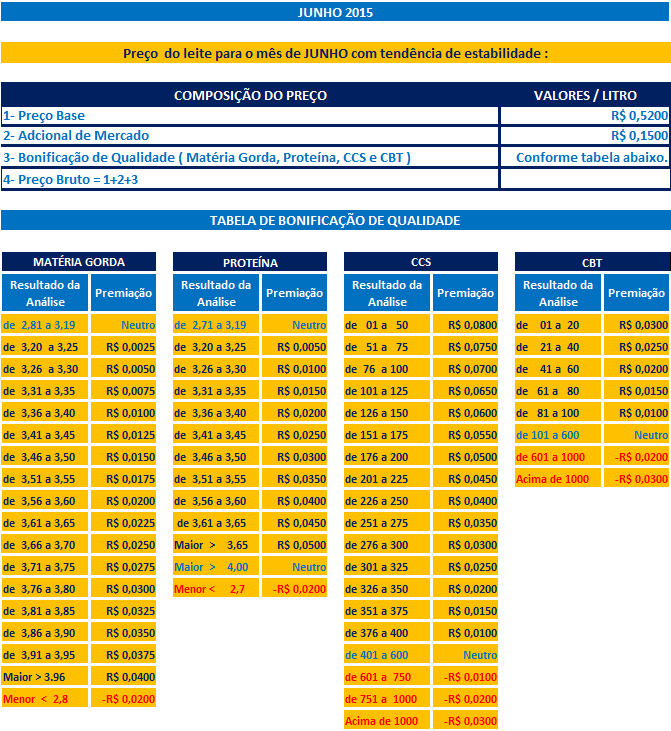 JUNHO 2015
Preço do leite para o mês de JUNHO com tendência de estabilidade :
COMPOSIÇÃO DO PREÇO VALORES / LITRO
1- Preço Base R$ 0,5200
2- Adcional de Mercado R$ 0,1500
3- Bonificação de Qualidade ( Matéria Gorda, Proteína, CCS e CBT ) Conforme tabela abaixo.
4- Preço Bruto = 1+2+3
TABELA DE BONIFICAÇÃO DE QUALIDADE
MATÉRIA GORDA
Resultado da Análise Premiação
de 2,81 a 3,19 Neutro
de 3,20 a 3,25 R$ 0,0025
de 3,26 a 3,30 R$ 0,0050
de 3,31 a 3,35 R$ 0,0075
de 3,36 a 3,40 R$ 0,0100
de 3,41 a 3,45 R$ 0,0125
de 3,46 a 3,50 R$ 0,0150
de 3,51 a 3,55 R$ 0,0175
de 3,56 a 3,60 R$ 0,0200
de 3,61 a 3,65 R$ 0,0225
de 3,66 a 3,70 R$ 0,0250
de 3,71 a 3,75 R$ 0,0275
de 3,76 a 3,80 R$ 0,0300
de 3,81 a 3,85 R$ 0,0325
de 3,86 a 3,90 R$ 0,0350
de 3,91 a 3,95 R$ 0,0375
Maior > 3.96 R$ 0,0400
Menor < 2,8 -R$ 0,0200
PROTEÍNA
Resultado da Análise Premiação
de 2,71 a 3,19 Neutro
de 3,20 a 3,25 R$ 0,0050
de 3,26 a 3,30 R$ 0,0100
de 3,31 a 3,35 R$ 0,0150
de 3,36 a 3,40 R$ 0,0200
de 3,41 a 3,45 R$ 0,0250
de 3,46 a 3,50 R$ 0,0300
de 3,51 a 3,55 R$ 0,0350
de 3,56 a 3,60 R$ 0,0400
de 3,61 a 3,65 R$ 0,0450
Maior > 3,65 R$ 0,0500
Maior > 4,00 Neutro
Menor < 2,7 -R$ 0,0200
CCS
Resultado da Análise Premiação
de 01 a 50 R$ 0,0800
de 51 a 75 R$ 0,0750
de 76 a 100 R$ 0,0700
de 101 a 125 R$ 0,0650
de 126 a 150 R$ 0,0600
de 151 a 175 R$ 0,0550
de 176 a 200 R$ 0,0500
de 201 a 225 R$ 0,0450
de 226 a 250 R$ 0,0400
de 251 a 275 R$ 0,0350
de 276 a 300 R$ 0,0300
de 301 a 325 R$ 0,0250
de 326 a 350 R$ 0,0200
de 351 a 375 R$ 0,0150
de 376 a 400 R$ 0,0100
de 401 a 600 Neutro
de 601 a 750 -R$ 0,0100
de 751 a 1000 -R$ 0,0200
Acima de 1000 -R$ 0,0300
CBT
Resultado da Análise Premiação
de 01 a 20 R$ 0,0300
de 21 a 40 R$ 0,0250
de 41 a 60 R$ 0,0200
de 61 a 80 R$ 0,0150
de 81 a 100 R$ 0,0100
de 101 a 600 Neutro
de 601 a 1000 -R$ 0,0200
Acima de 1000 -R$ 0,0300